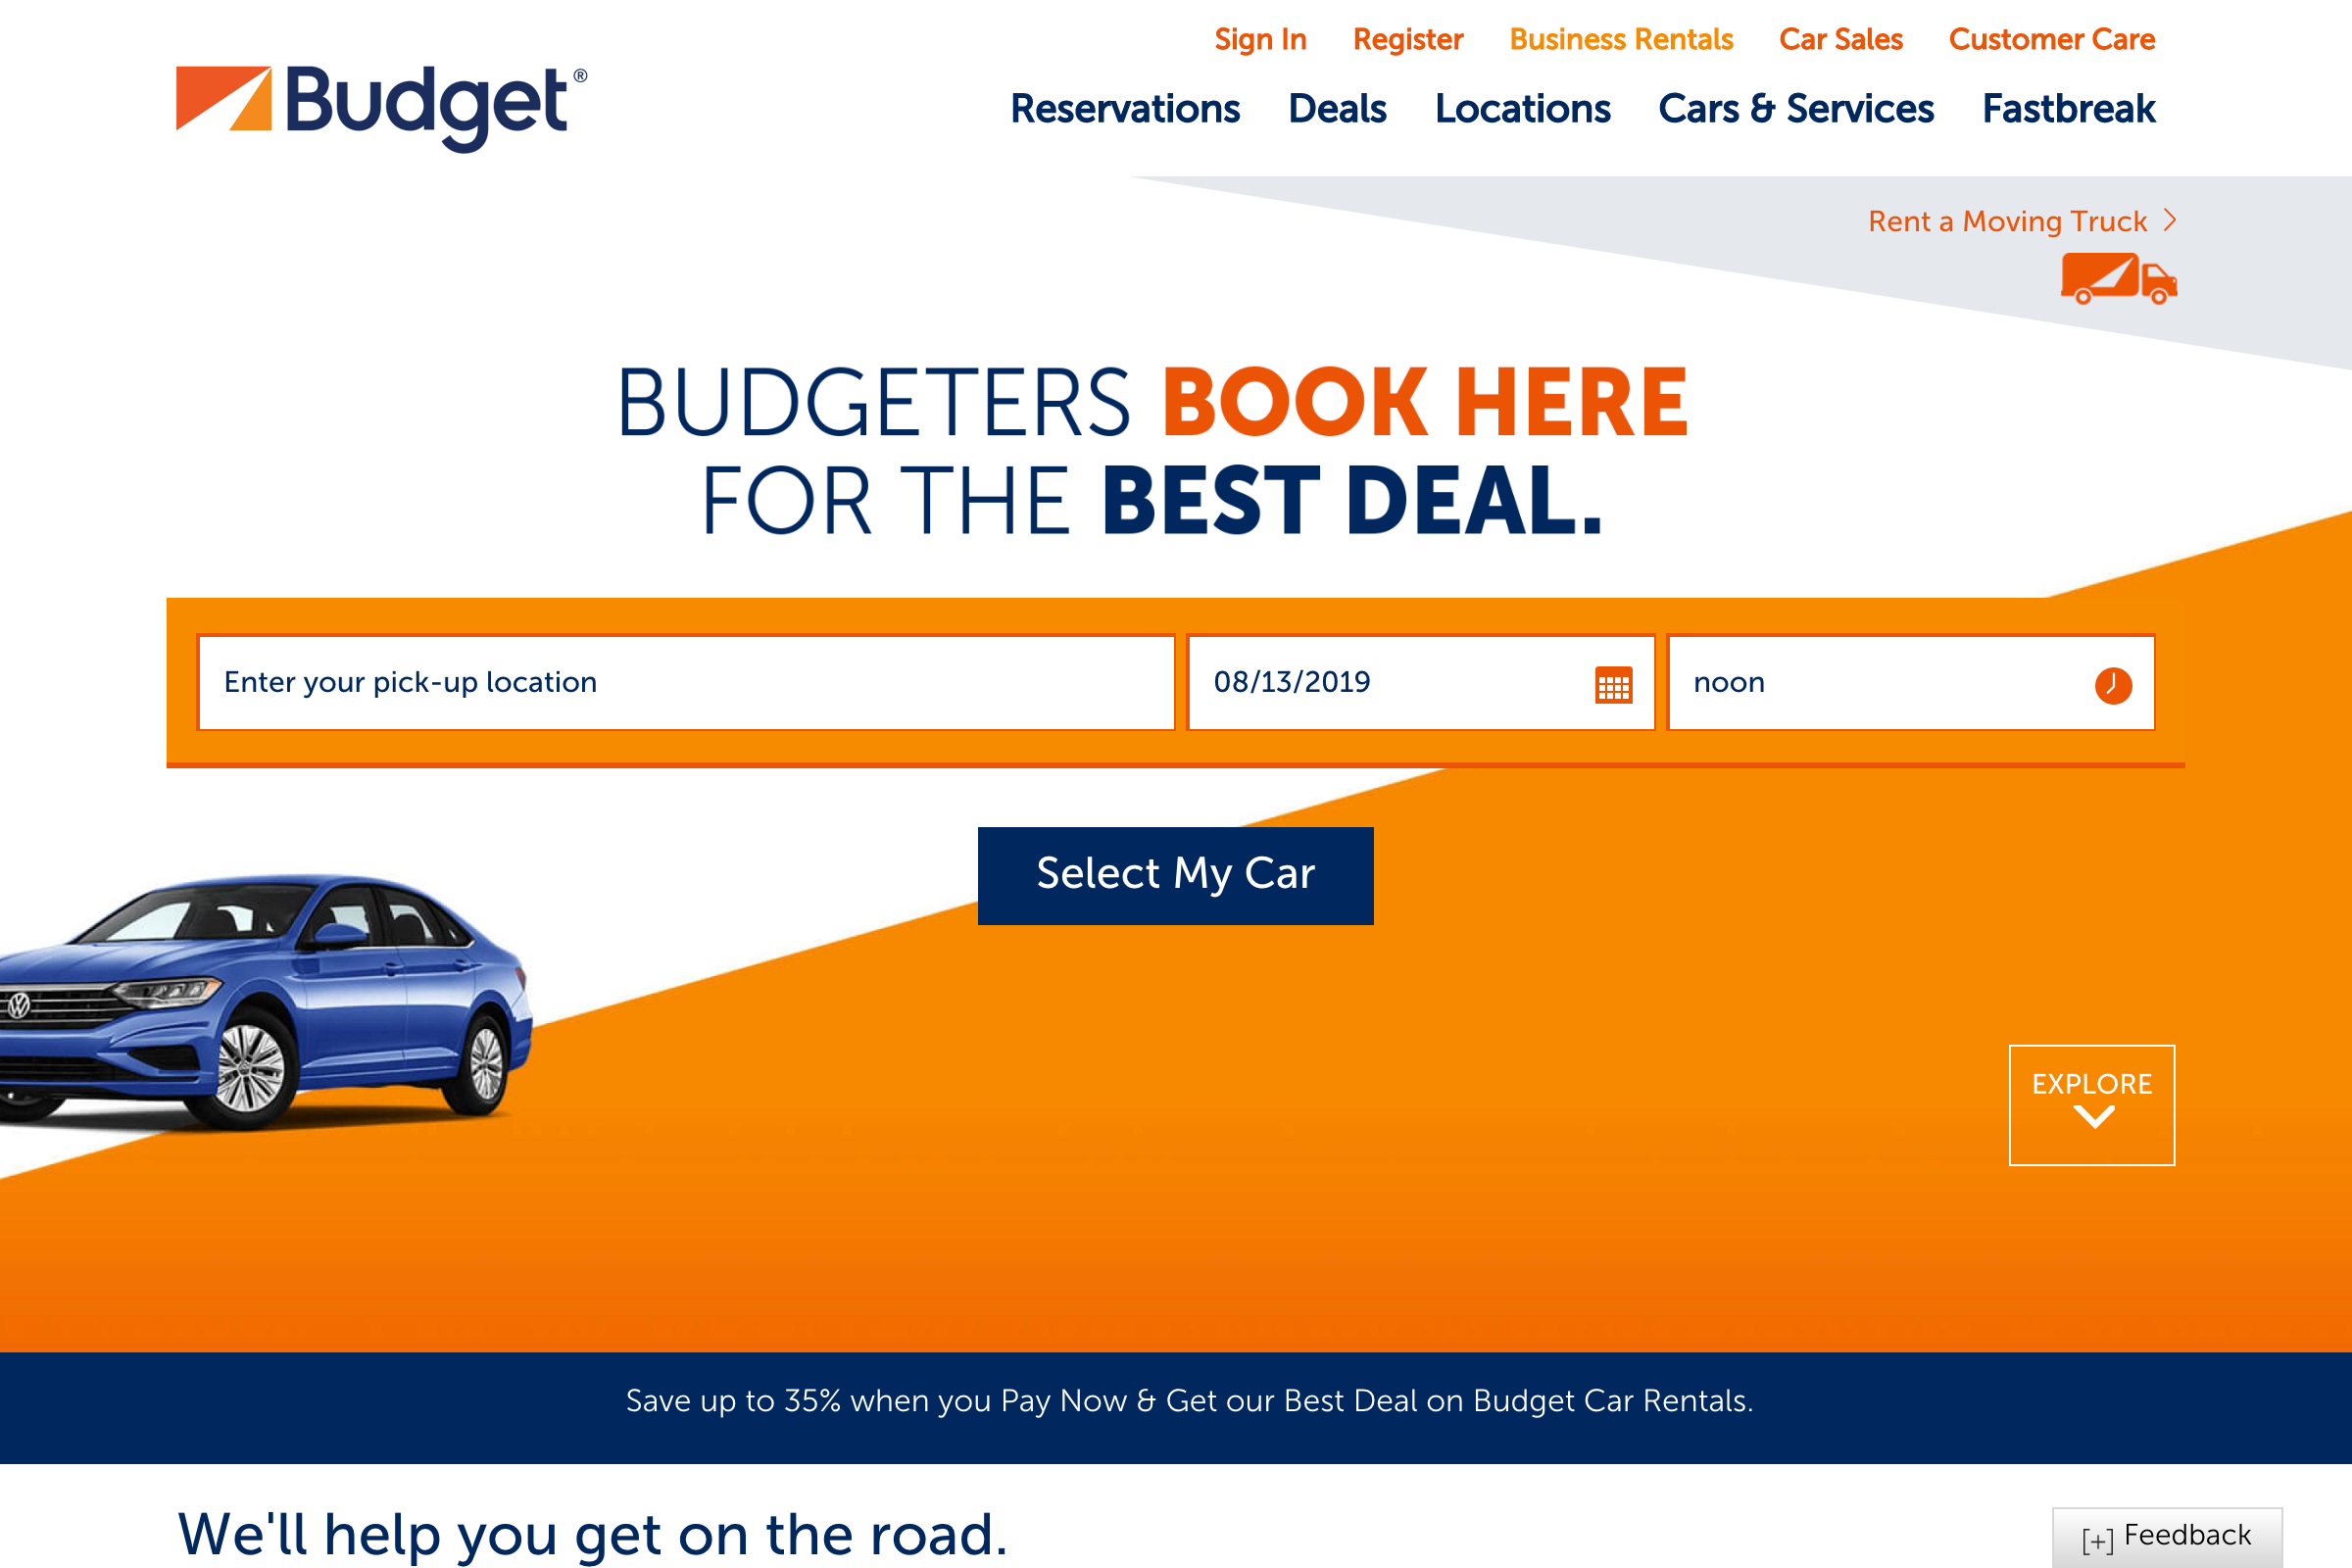 Sign In Register Business Rentals Car Sales Customer Care
Budget®
Reservations Deals Locations Cars & Services Fastbreak
Rent a Moving Truck
BUDGETERS BOOK HERE
FOR THE BEST DEAL.
Enter your pick-up location 08/13/2019 noon
Select My Car
EXPLORE
Save up to 35% when you Pay Now & Get our Best Deal on Budget Car Rentals.
We'll help you get on the road.
[+] Feedback